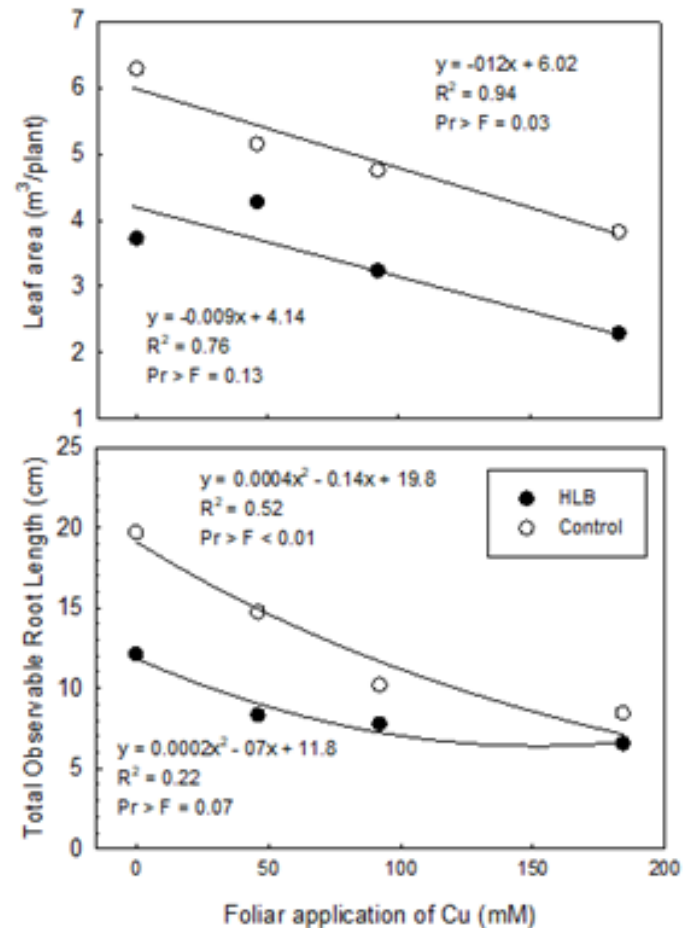 7
6
5
4
3
2
1
Leaf area (m³/plant)
y = -012x + 6.02
R² = 0.94
Pr > F = 0.03
y = -0.009x + 4.14
R² = 0.76
Pr > F = 0.13
25
20
15
10
5
0
Total Observable Root Length (cm)
y = 0.0004x² - 0.14x + 19.8
R² = 0.52
Pr > F < 0.01
HLB
Control
y = 0.0002x² - 07x + 11.8
R² = 0.22
Pr > F = 0.07
0 50 100 150 200
Foliar application of Cu (mM)